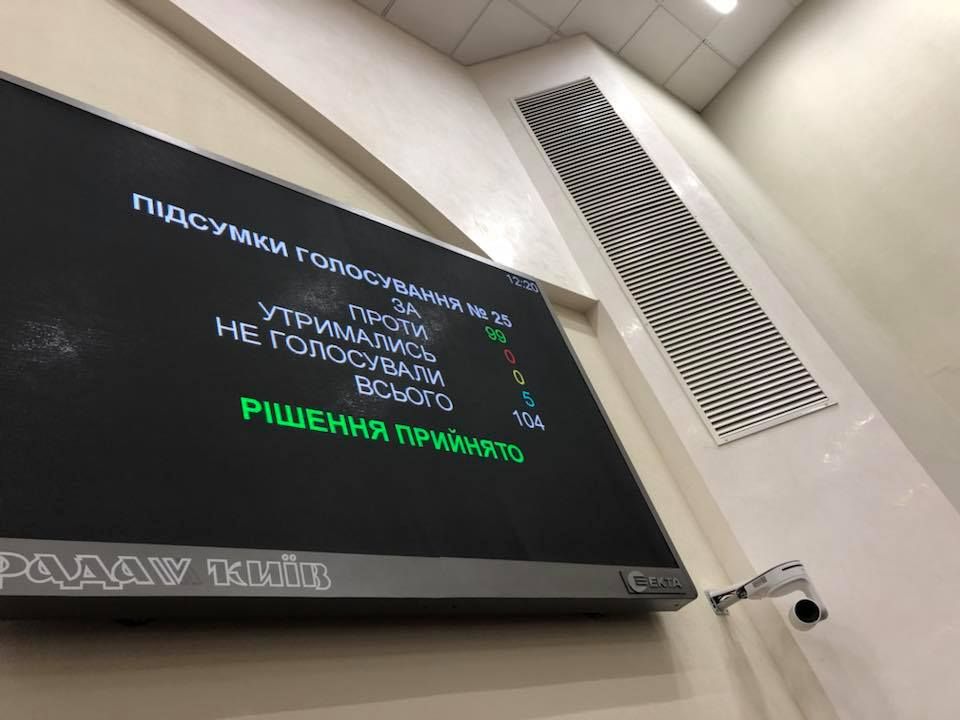 12:20
ПІДСУМКИ ГОЛОСУВАННЯ № 25
ЗА 99
ПРОТИ 0
УТРИМАЛИСЬ 0
НЕ ГОЛОСУВАЛИ 5
ВСЬОГО 104
РІШЕННЯ ПРИЙНЯТО
РАДА V КИЇВ
ЕКТА